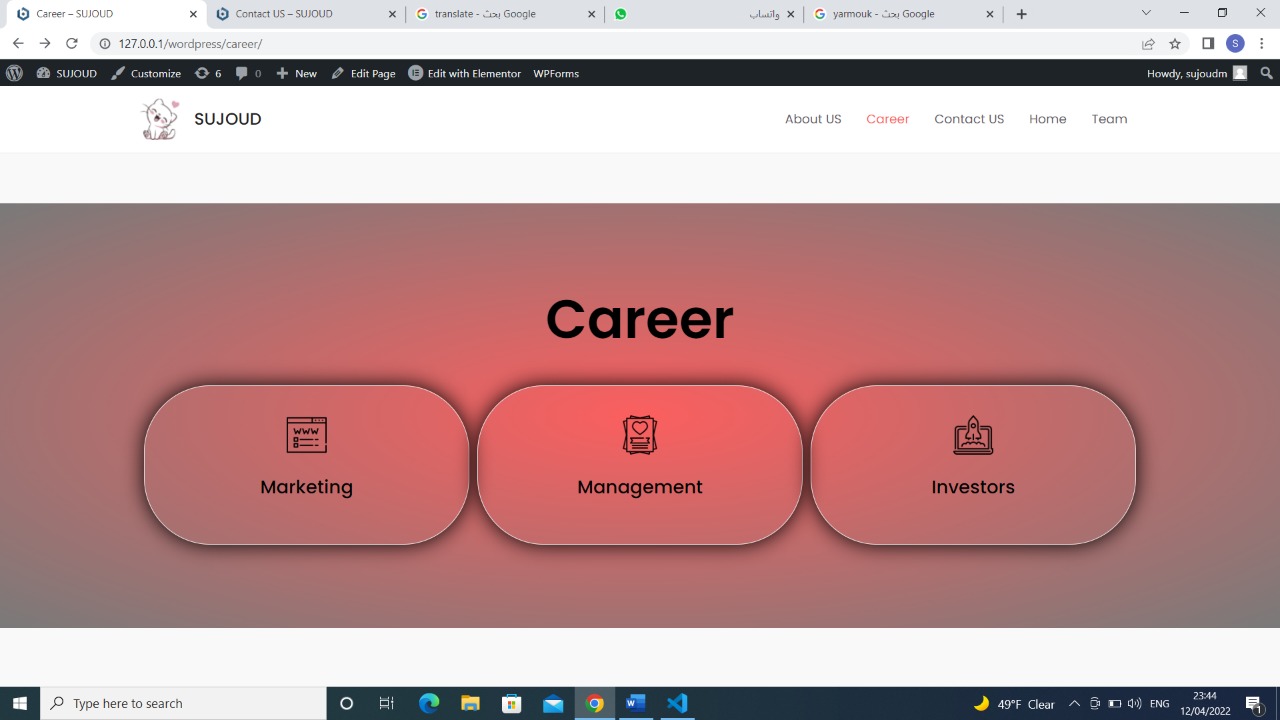 Career – SUJOUD
Contact US – SUJOUD
translate - بحث Google
واتساب
yarmouk - بحث Google
127.0.0.1/wordpress/career/
S
SUJOUD
Customize
6
0
New
Edit Page
Edit with Elementor
WPForms
Howdy, sujoudm
SUJOUD
About US
Career
Contact US
Home
Team
Career
WWW
Marketing
Management
Investors
Type here to search
49°F Clear
ENG
23:44
12/04/2022
1